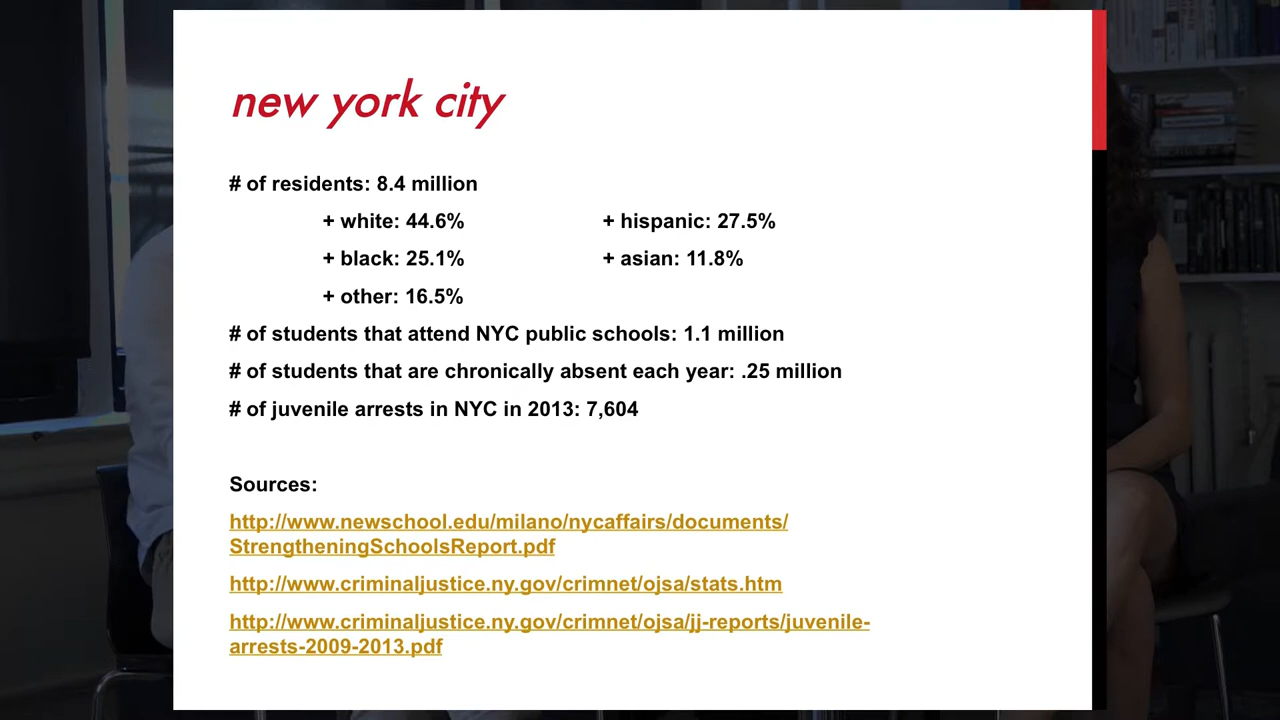 new york city
# of residents: 8.4 million
+ white: 44.6% + hispanic: 27.5%
+ black: 25.1% + asian: 11.8%
+ other: 16.5%
# of students that attend NYC public schools: 1.1 million
# of students that are chronically absent each year: .25 million
# of juvenile arrests in NYC in 2013: 7,604
Sources:
http://www.newschool.edu/milano/nycaffairs/documents/
StrengtheningSchoolsReport.pdf
http://www.criminaljustice.ny.gov/crimnet/ojsa/stats.htm
http://www.criminaljustice.ny.gov/crimnet/ojsa/jj-reports/juvenile-
arrests-2009-2013.pdf